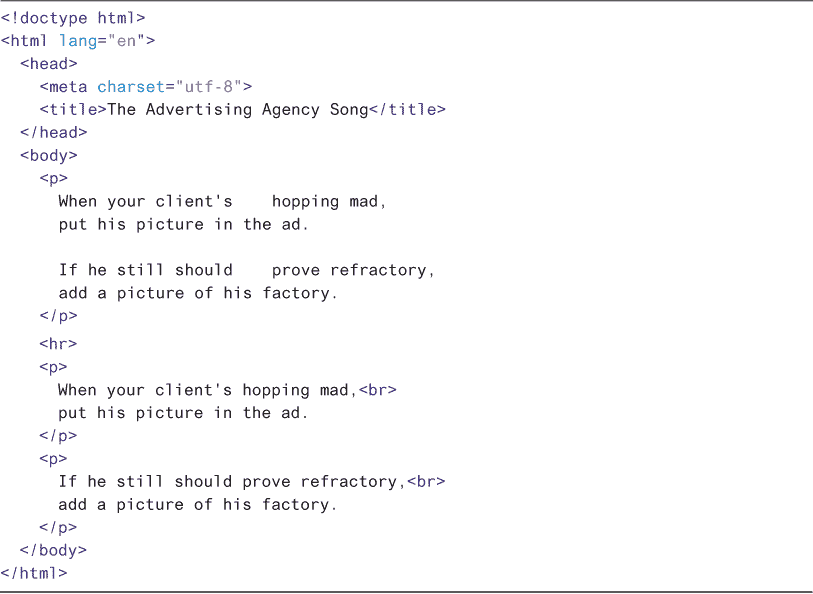 <!doctype html>
<html lang="en">
  <head>
    <meta charset="utf-8">
    <title>The Advertising Agency Song</title>
  </head>
  <body>
    <p>
      When your client's    hopping mad,
      put his picture in the ad.

      If he still should    prove refractory,
      add a picture of his factory.
    </p>
    <hr>
    <p>
      When your client's hopping mad,<br>
      put his picture in the ad.
    </p>
    <p>
      If he still should prove refractory,<br>
      add a picture of his factory.
    </p>
  </body>
</html>